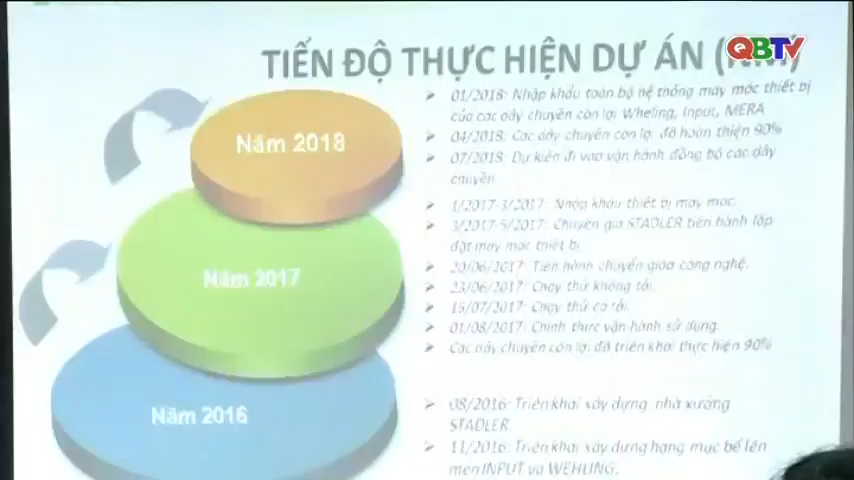 QBTV
TIẾN ĐỘ THỰC HIỆN DỰ ÁN
Năm 2018
01/2018: Nhập khẩu toàn bộ hệ thống máy móc thiết bị
của các dây chuyền còn lại Wheling, Input, MERA
04/2018: Các dây chuyền còn lại đã hoàn thiện 90%
07/2018: Dự kiến đi vào vận hành đồng bộ các dây
chuyền
Năm 2017
1/2017-3/2017: Nhập khẩu thiết bị máy móc.
3/2017-5/2017: Chuyên gia STADLER tiến hành lắp
đặt máy móc thiết bị
20/06/2017: Tiến hành chuyển giao công nghệ.
23/06/2017: Chạy thử không tải.
15/07/2017: Chạy thử có tải.
01/08/2017: Chính thức vận hành sử dụng.
Các dây chuyền còn lại đã triển khai thực hiện 90%
Năm 2016
08/2016: Triển khai xây dựng nhà xưởng
STADLER.
11/2016: Triển khai xây dựng hạng mục bể lên
men INPUT và WEHLING.